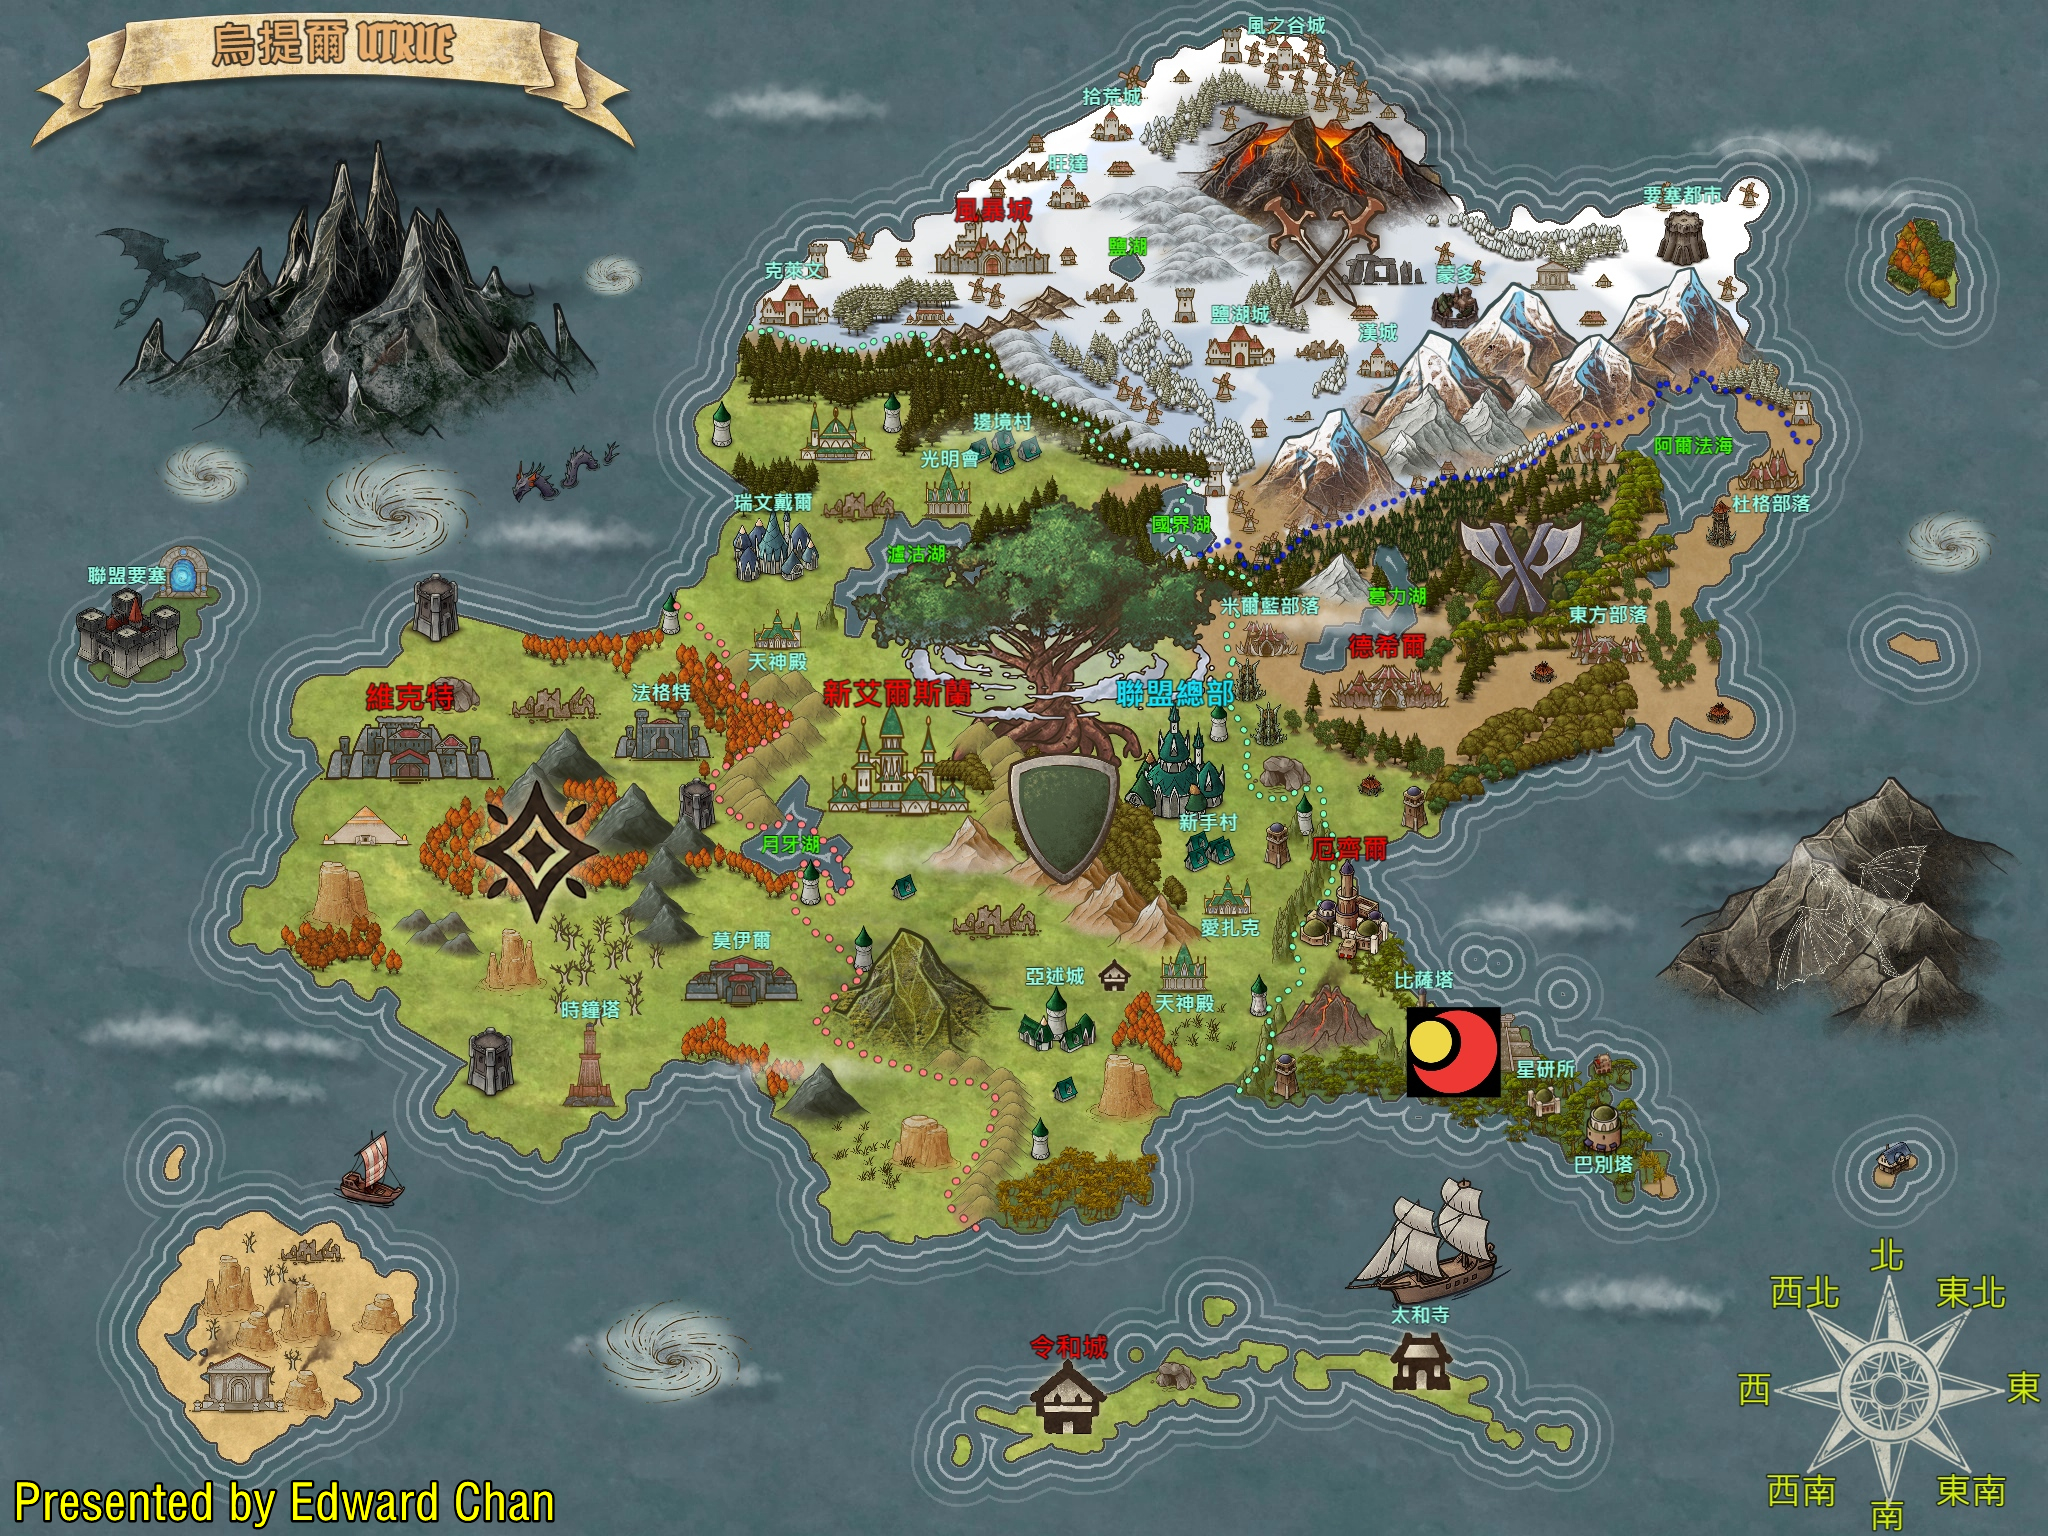 烏提爾 UTRUE
風之谷城
拾荒城
旺達
風暴城
要塞都市
鹽湖
克萊文
蒙多
鹽湖城
漢城
邊境村
光明會
阿爾法海
瑞文戴爾
杜格部落
國界湖
瀘沽湖
聯盟要塞
葛力湖
米爾藍部落
東方部落
德希爾
天神殿
維克特
法格特
新艾爾斯蘭
聯盟總部
新手村
月牙湖
厄齊爾
愛扎克
莫伊爾
亞述城
比薩塔
天神殿
時鐘塔
星研所
巴別塔
太和寺
令和城
北
西北
東北
西
東
西南
東南
南
Presented by Edward Chan